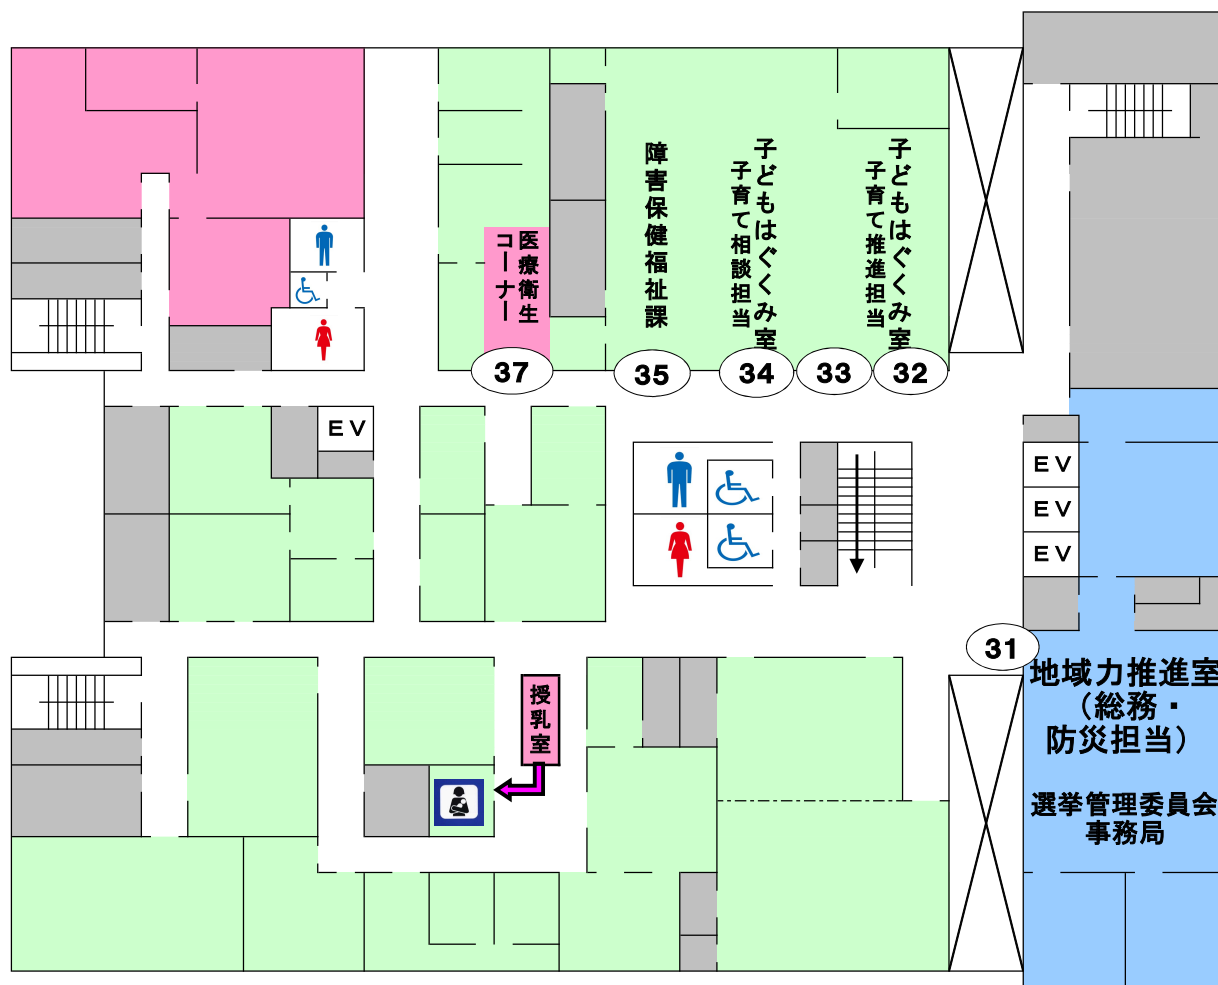 医療衛生
コーナー
37
障害保健福祉課
35
子どもはぐくみ室
子育て相談担当
34
33
子どもはぐくみ室
子育て推進担当
32
EV
EV
EV
EV
31
地域力推進室
（総務・
防災担当）
選挙管理委員会
事務局
授乳室